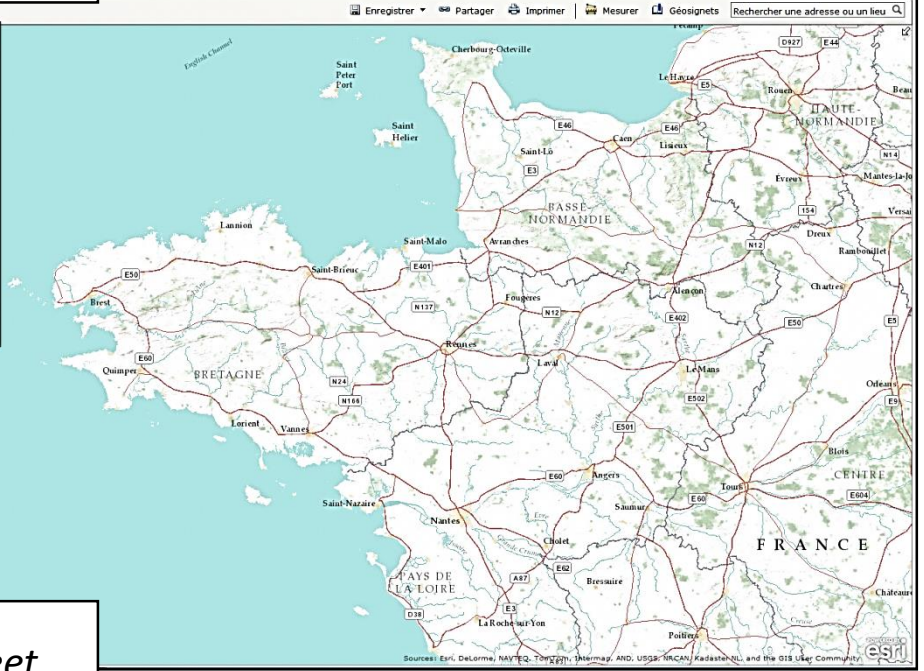 Enregistrer Partager Imprimer Mesurer Géosignets Rechercher une adresse ou un lieu
D927 E44
English Channel
Cherbourg-Octeville
Saint
Peter
Port
Le Havre
E5
Rouen
HAUTE-
NORMANDIE
Saint
Helier
E46
Caen
E46
Lisieux
Saint-Lô
N14
E3
Évreux
Mantes-la-Jo
BASSE-
NORMANDIE
154
Versai
Lannion
Saint-Malo
Avranches
N12
Dreux
Rambouillet
E50
Saint-Brieuc
E401
Alençon
Chartres
Brest
N137
Fougeres
N12
E402
E50
E5
Rennes
E60
Laval
Le Mans
Quimper
BRETAGNE
N24
Orleans
N166
E502
E9
Lorient
Vannes
E501
Blois
E60
Angers
CENTRE
Saint-Nazaire
Tours
E604
Nantes
Saumur
E60
FRANCE
Cholet
PAYS DE
LA LOIRE
A87
E62
Bressuire
Châteaur
D38
E3
La Roche-sur-Yon
Poitiers
A83
Sources: Esri, DeLorme, NAVTEQ, TomTom, Intermap, AND, USGS, NRCAN, Kadaster NL, and the GIS User Community
esri